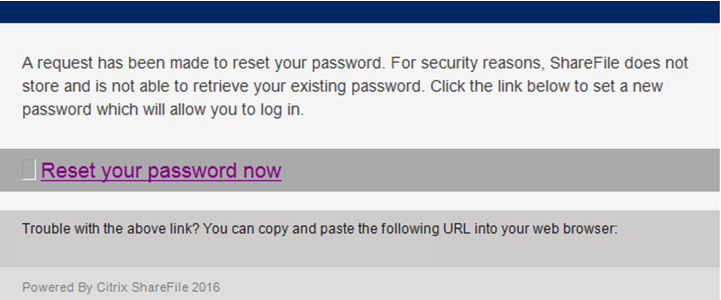 A request has been made to reset your password. For security reasons, ShareFile does not
store and is not able to retrieve your existing password. Click the link below to set a new
password which will allow you to log in.
Reset your password now
Trouble with the above link? You can copy and paste the following URL into your web browser:
Powered By Citrix ShareFile 2016